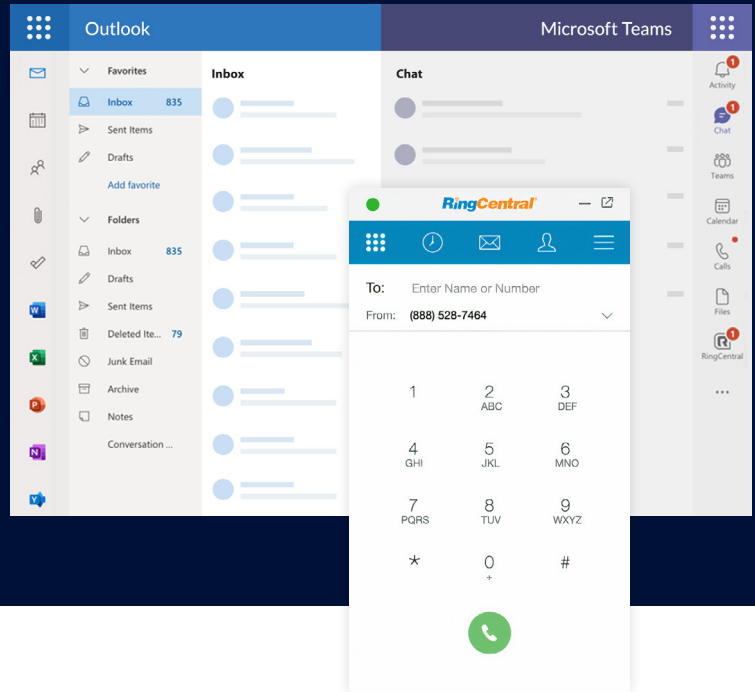 Outlook
Microsoft Teams
Favorites
Inbox 835
Sent Items
Drafts
Add favorite
Folders
Inbox 835
Drafts
Sent Items
Deleted Ite... 79
Junk Email
Archive
Notes
Conversation ...
Inbox
Chat
1
Activity
1
Chat
Teams
Calendar
Calls
Files
1
RingCentral
RingCentral
To: Enter Name or Number
From: (888) 528-7464
1
2
3
ABC
DEF
4
5
6
GHI
JKL
MNO
7
8
9
PQRS
TUV
WXYZ
*
0
#
+
W
X
P
N